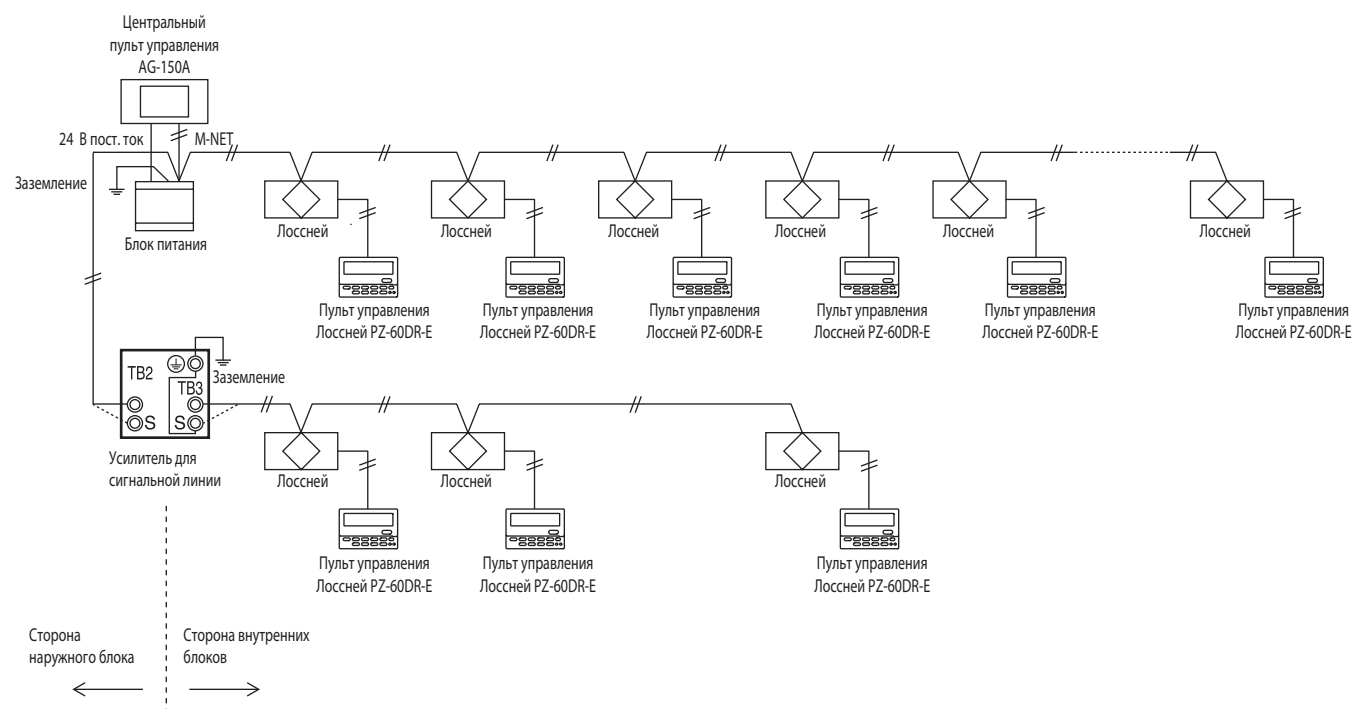 Центральный
пульт управления
AG-150A
24 В пост. ток
M-NET
Заземление
Блок питания
Лоссней
Лоссней
Лоссней
Лоссней
Лоссней
Лоссней
Пульт управления
Лоссней PZ-60DR-E
Пульт управления
Лоссней PZ-60DR-E
Пульт управления
Лоссней PZ-60DR-E
Пульт управления
Лоссней PZ-60DR-E
Пульт управления
Лоссней PZ-60DR-E
Пульт управления
Лоссней PZ-60DR-E
TB2
TB3
S
S
Заземление
Усилитель для
сигнальной линии
Лоссней
Лоссней
Лоссней
Пульт управления
Лоссней PZ-60DR-E
Пульт управления
Лоссней PZ-60DR-E
Пульт управления
Лоссней PZ-60DR-E
Сторона
наружного блока
Сторона внутренних
блоков